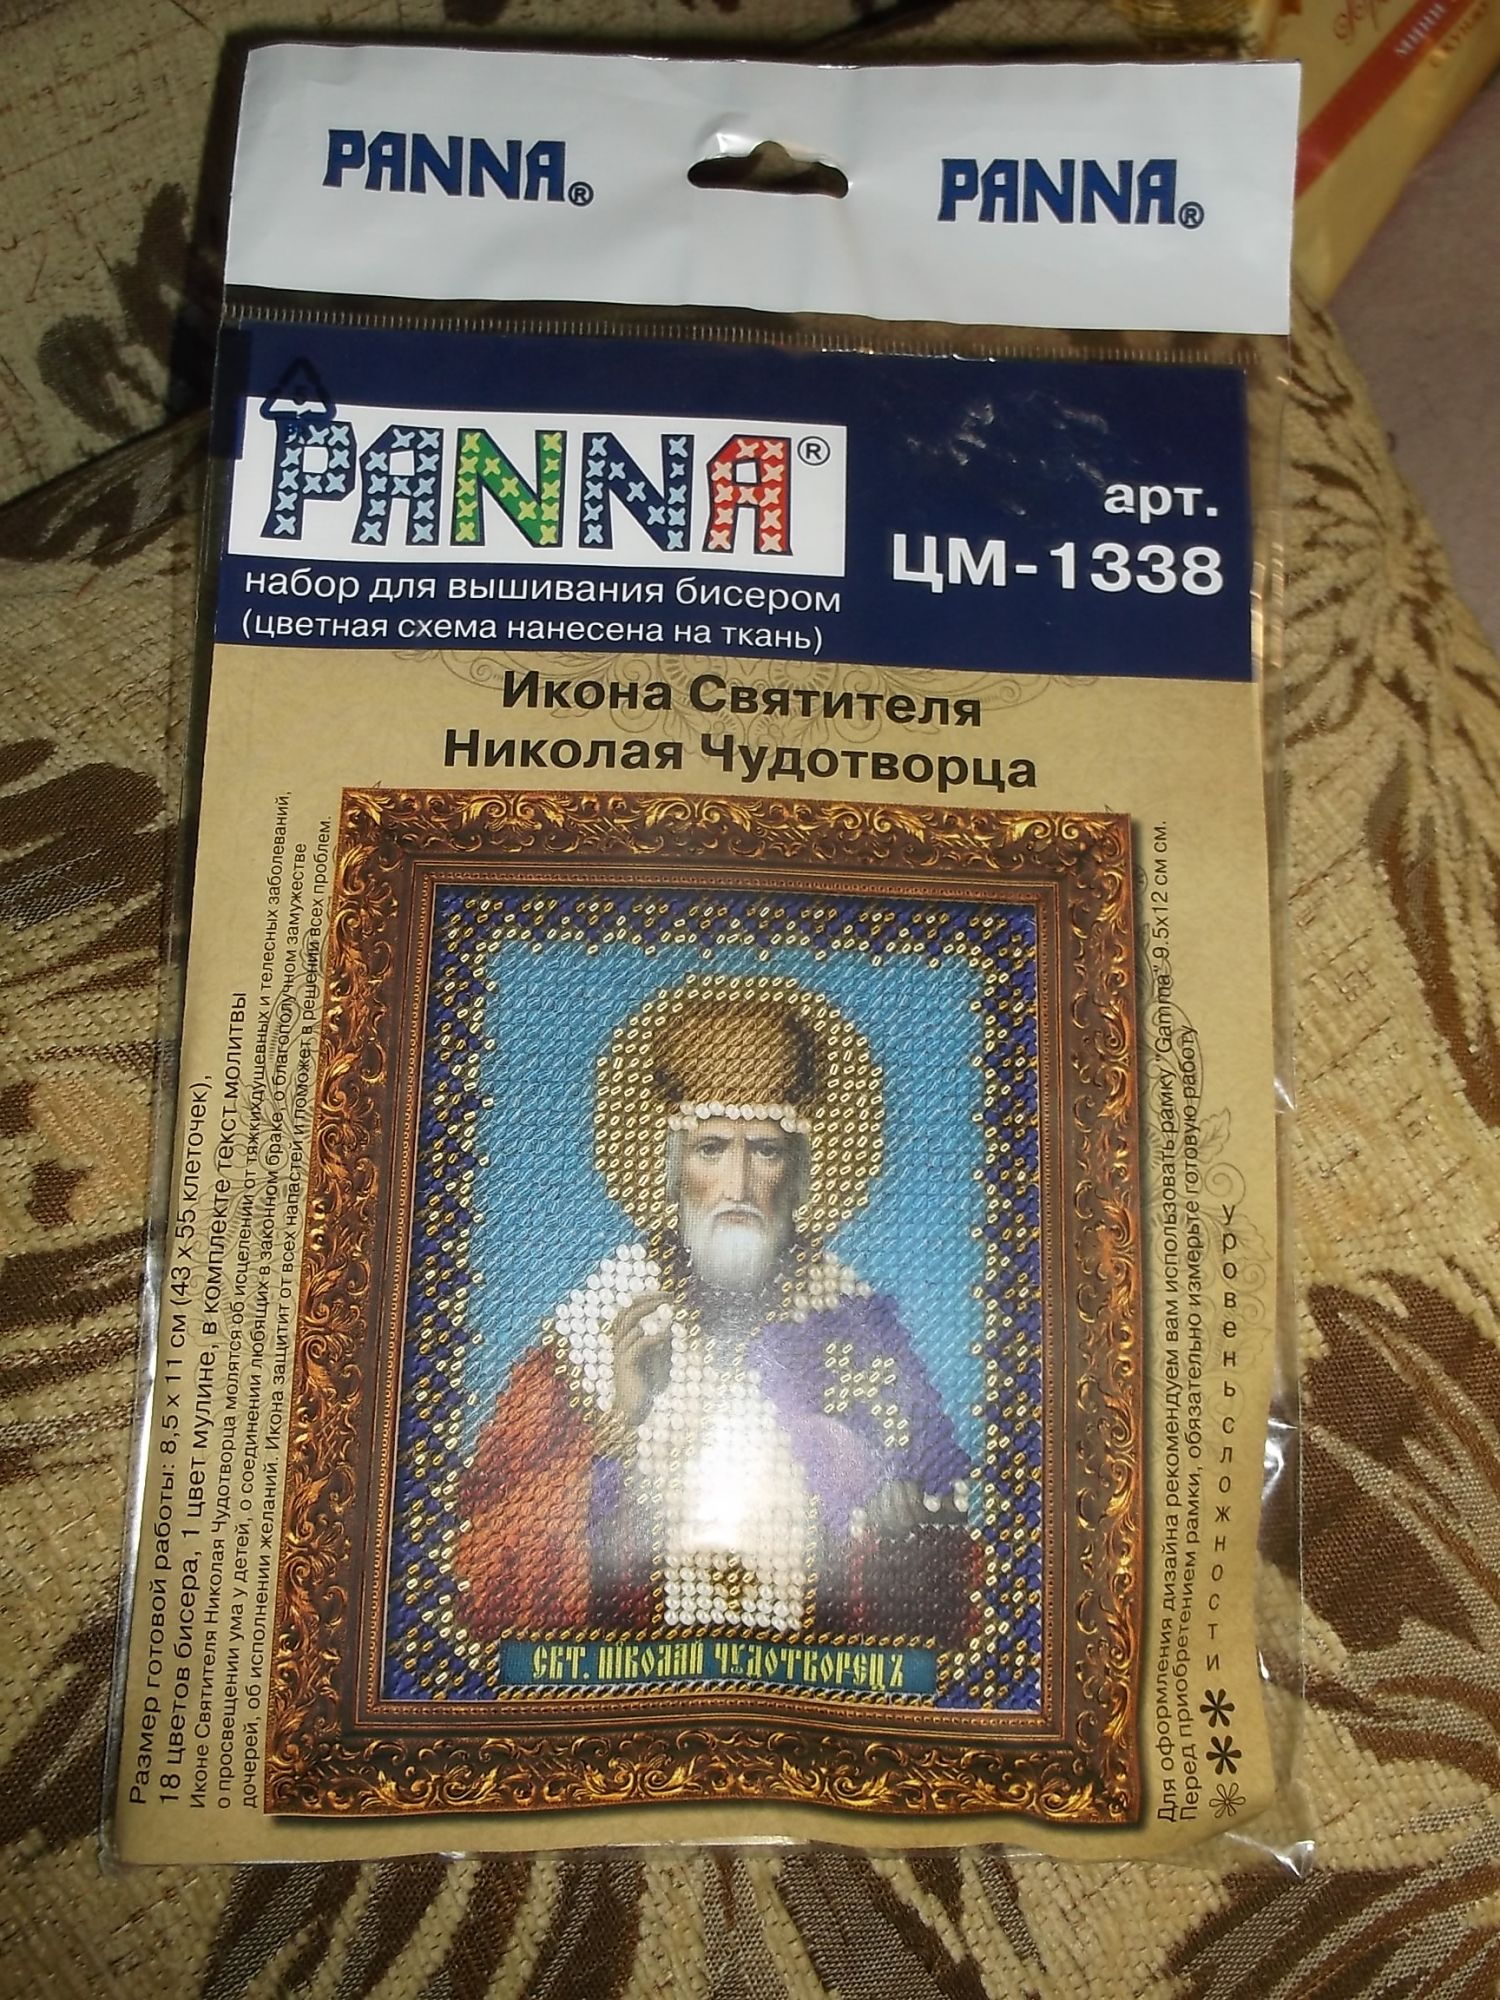 PANNA® PANNA®
PANNA®
арт.
ЦМ-1338
набор для вышивания бисером
(цветная схема нанесена на ткань)
Икона Святителя
Николая Чудотворца
Размер готовой работы: 8,5 x 11 см (43 x 55 клеточек),
18 цветов бисера, 1 цвет мулине, в комплекте текст молитвы
Иконе Святителя Николая Чудотворца молятся об исцелении от тяжких душевных и телесных заболеваний,
о просвещении ума у детей, о соединении любящих в законном браке, о благополучном замужестве
дочерей, об исполнении желаний. Икона защитит от всех напастей и поможет в решении всех проблем.
СВТ. НIКОЛАЙ ЧУДОТВОРЕЦЪ
Для оформления дизайна рекомендуем вам использовать рамку "Gamma" 9.5x12 см см.
Перед приобретением рамки, обязательно измерьте готовую работу
уровень сложности